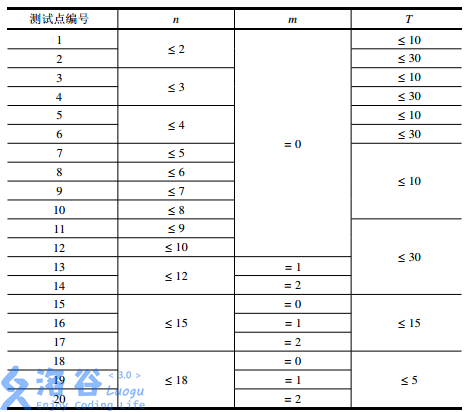 测试点编号 n m T
1 ≤ 2 = 0 ≤ 10
2 ≤ 30
3 ≤ 3 ≤ 10
4 ≤ 30
5 ≤ 4 ≤ 10
6 ≤ 30
7 ≤ 5 ≤ 10
8 ≤ 6
9 ≤ 7
10 ≤ 8
11 ≤ 9 ≤ 30
12 ≤ 10
13 ≤ 12 = 1
14 = 2
15 ≤ 15 = 0 ≤ 15
16 = 1
17 = 2
18 ≤ 18 = 0 ≤ 5
19 = 1
20 = 2
洛谷 < 3.0 >
Luogu
Enjoy Coding Life